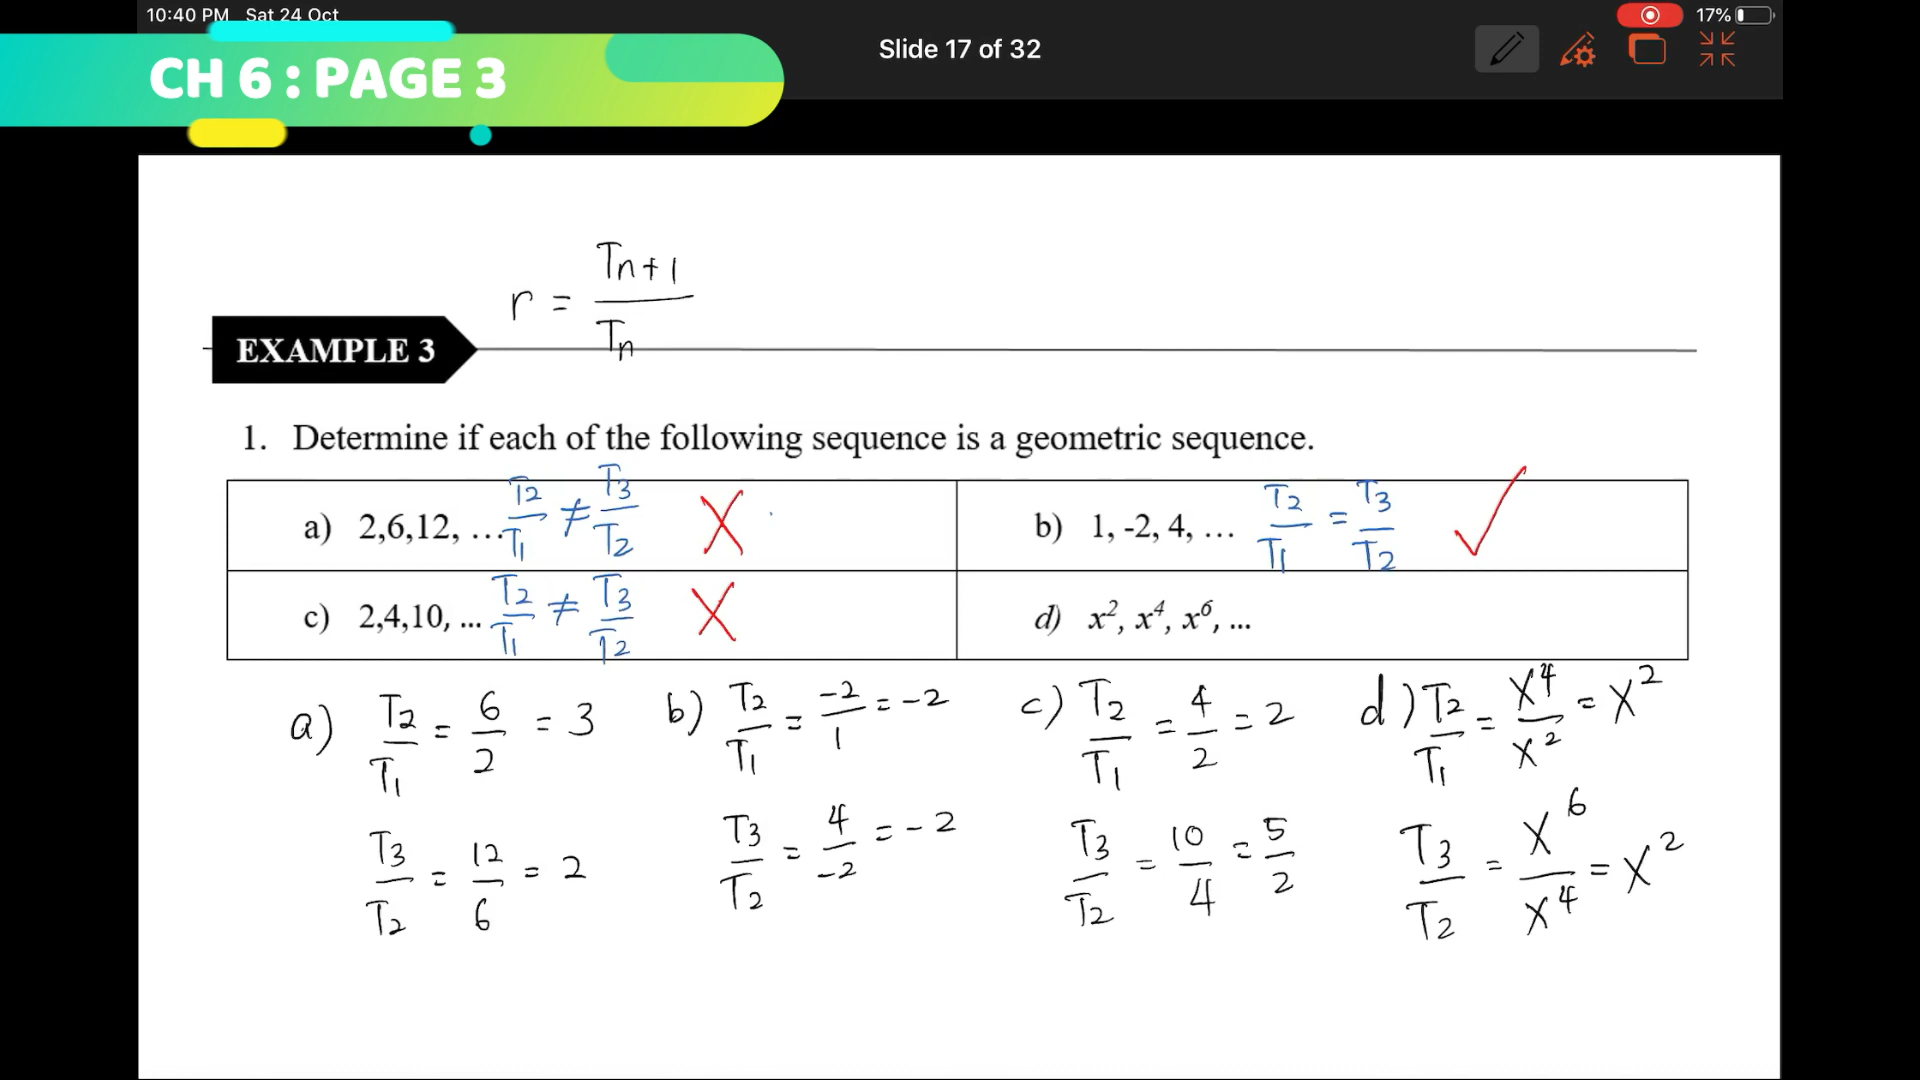 10:40 PM Sat 24 Oct
17%
Slide 17 of 32
CH 6 : PAGE 3
r = Tn+1 / Tn
EXAMPLE 3
1. Determine if each of the following sequence is a geometric sequence.
a) 2,6,12, … T2/T1 ≠ T3/T2 X
b) 1, -2, 4, … T2/T1 = T3/T2 ✓
c) 2,4,10, ... T2/T1 ≠ T3/T2 X
d) x², x⁴, x⁶, ...
a) T2/T1 = 6/2 = 3
T3/T2 = 12/6 = 2
b) T2/T1 = -2/1 = -2
T3/T2 = 4/-2 = -2
c) T2/T1 = 4/2 = 2
T3/T2 = 10/4 = 5/2
d) T2/T1 = x⁴/x² = x²
T3/T2 = x⁶/x⁴ = x²